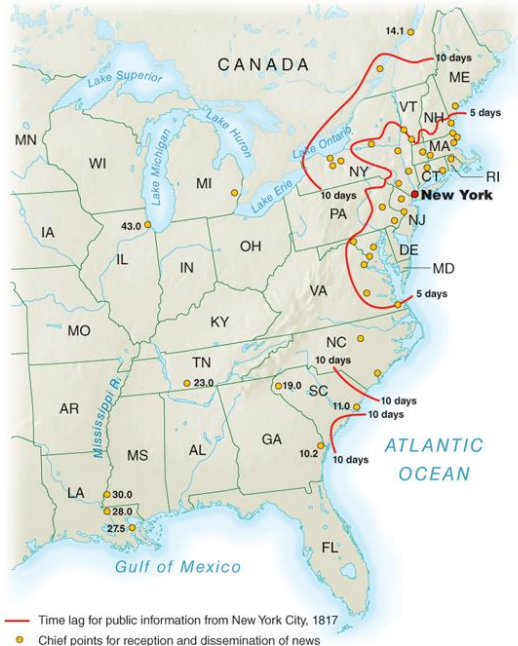 14.1
CANADA
10 days
ME
Lake Superior
VT
NH
5 days
Lake Huron
Lake Ontario
MN
WI
Lake Michigan
MA
MI
NY
CT
RI
Lake Erie
10 days
New York
PA
NJ
43.0
IA
OH
IL
IN
DE
MD
VA
5 days
MO
KY
NC
TN
10 days
23.0
19.0
SC
10 days
AR
11.0
10 days
Mississippi R.
MS
AL
GA
10.2
10 days
ATLANTIC
OCEAN
LA
30.0
28.0
27.5
FL
Gulf of Mexico
Time lag for public information from New York City, 1817
Chief points for reception and dissemination of news